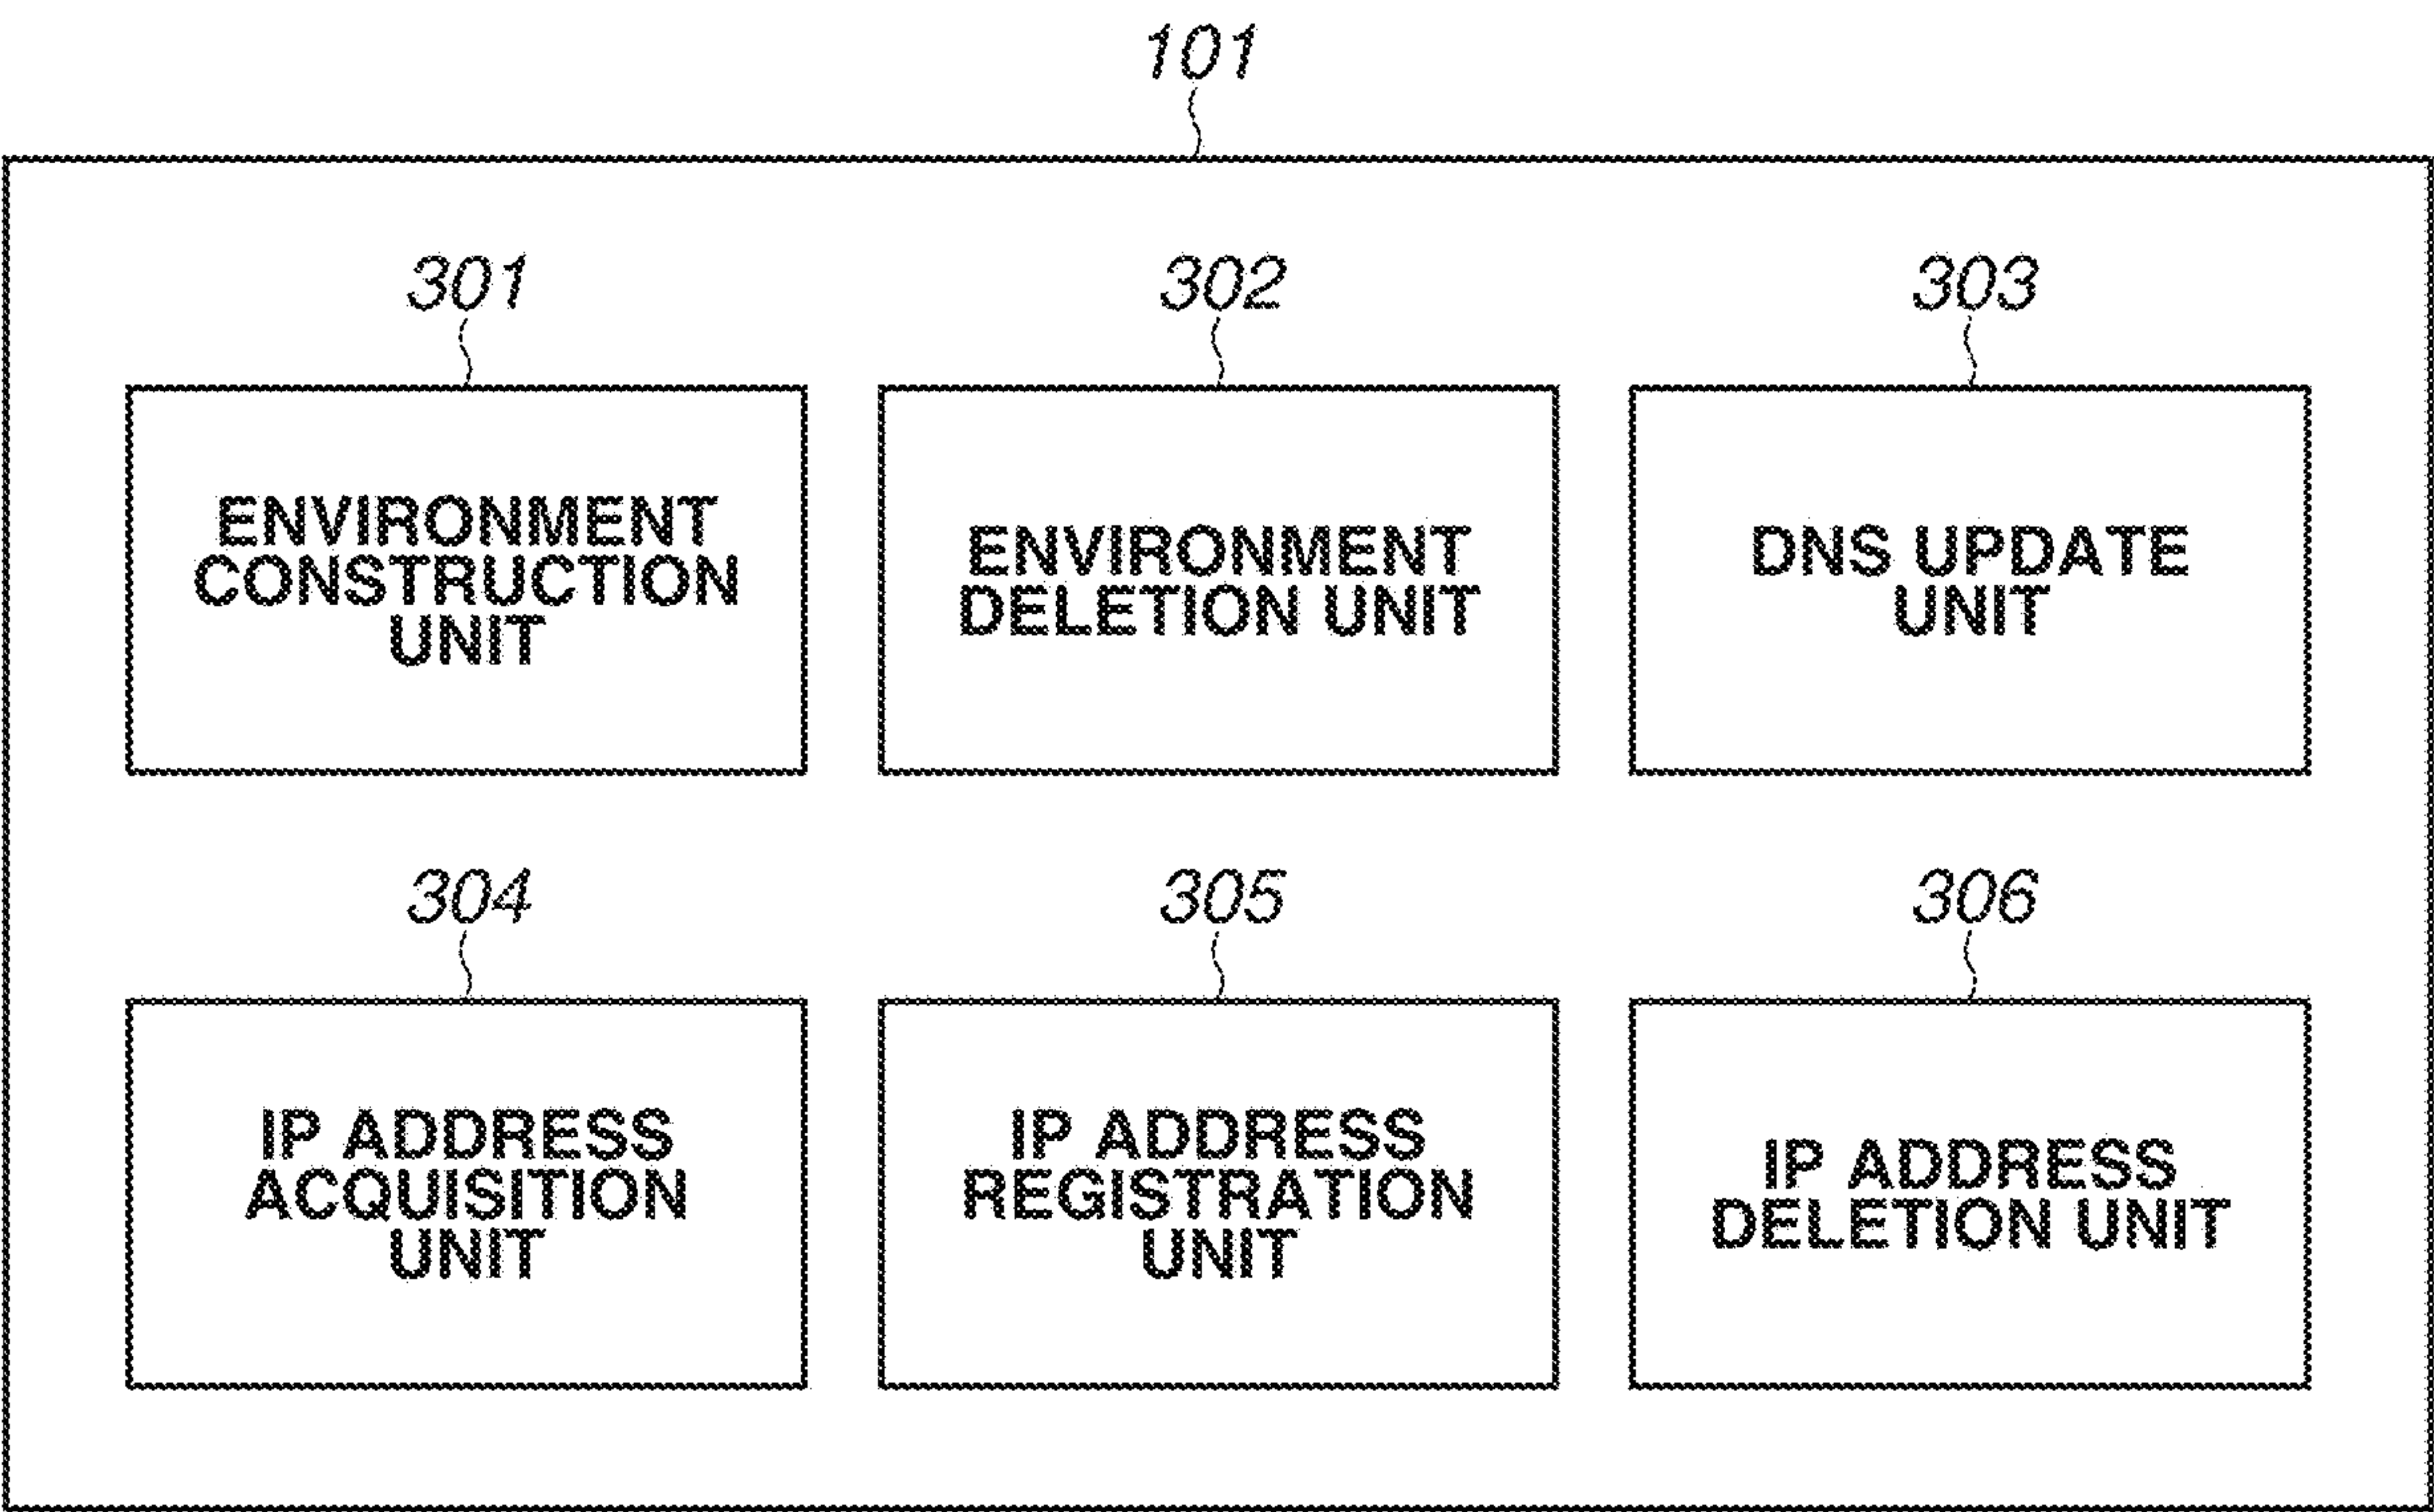 101
301
302
303
ENVIRONMENT
CONSTRUCTION
UNIT
ENVIRONMENT
DELETION UNIT
DNS UPDATE
UNIT
304
305
306
IP ADDRESS
ACQUISITION
UNIT
IP ADDRESS
REGISTRATION
UNIT
IP ADDRESS
DELETION UNIT